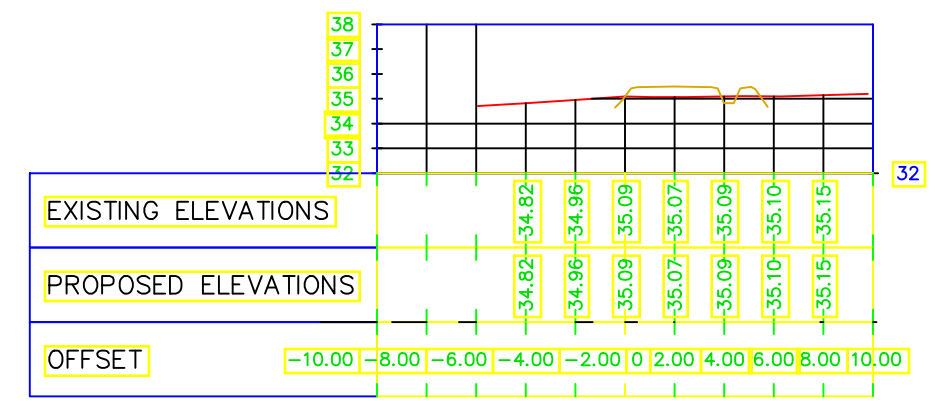 38
37
36
35
34
33
32
32
EXISTING ELEVATIONS 34.82 34.96 35.09 35.07 35.09 35.10 35.15
PROPOSED ELEVATIONS 34.82 34.96 35.09 35.07 35.09 35.10 35.15
OFFSET -10.00 -8.00 -6.00 -4.00 -2.00 0 2.00 4.00 6.00 8.00 10.00